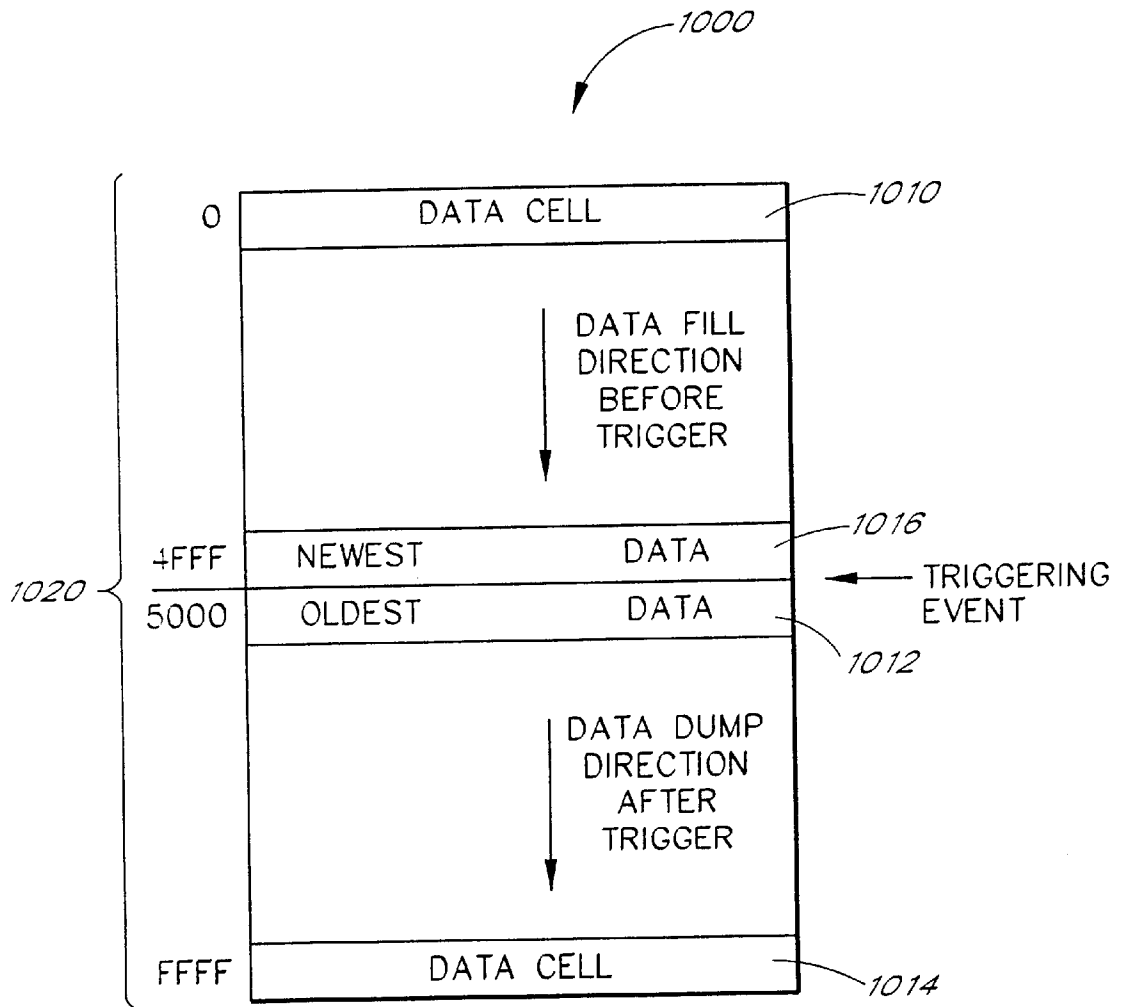 1000
0 DATA CELL 1010
DATA FILL
DIRECTION
BEFORE
TRIGGER
4FFF NEWEST DATA 1016
1020
TRIGGERING
EVENT
5000 OLDEST DATA
1012
DATA DUMP
DIRECTION
AFTER
TRIGGER
FFFF DATA CELL 1014